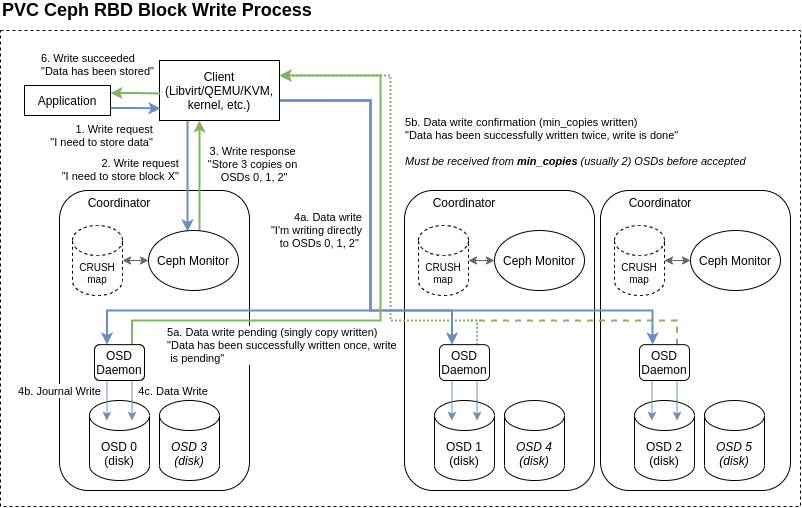 PVC Ceph RBD Block Write Process
6. Write succeeded
"Data has been stored"
Application
Client
(Libvirt/QEMU/KVM,
kernel, etc.)
1. Write request
"I need to store data"
2. Write request
"I need to store block X"
3. Write response
"Store 3 copies on
OSDs 0, 1, 2"
5b. Data write confirmation (min_copies written)
"Data has been successfully written twice, write is done"
Must be received from min_copies (usually 2) OSDs before accepted
4a. Data write
"I'm writing directly
to OSDs 0, 1, 2"
Coordinator
CRUSH
map
Ceph Monitor
Coordinator
CRUSH
map
Ceph Monitor
Coordinator
CRUSH
map
Ceph Monitor
5a. Data write pending (singly copy written)
"Data has been successfully written once, write
is pending"
OSD
Daemon
4b. Journal Write
4c. Data Write
OSD 0
(disk)
OSD 3
(disk)
OSD
Daemon
OSD 1
(disk)
OSD 4
(disk)
OSD
Daemon
OSD 2
(disk)
OSD 5
(disk)